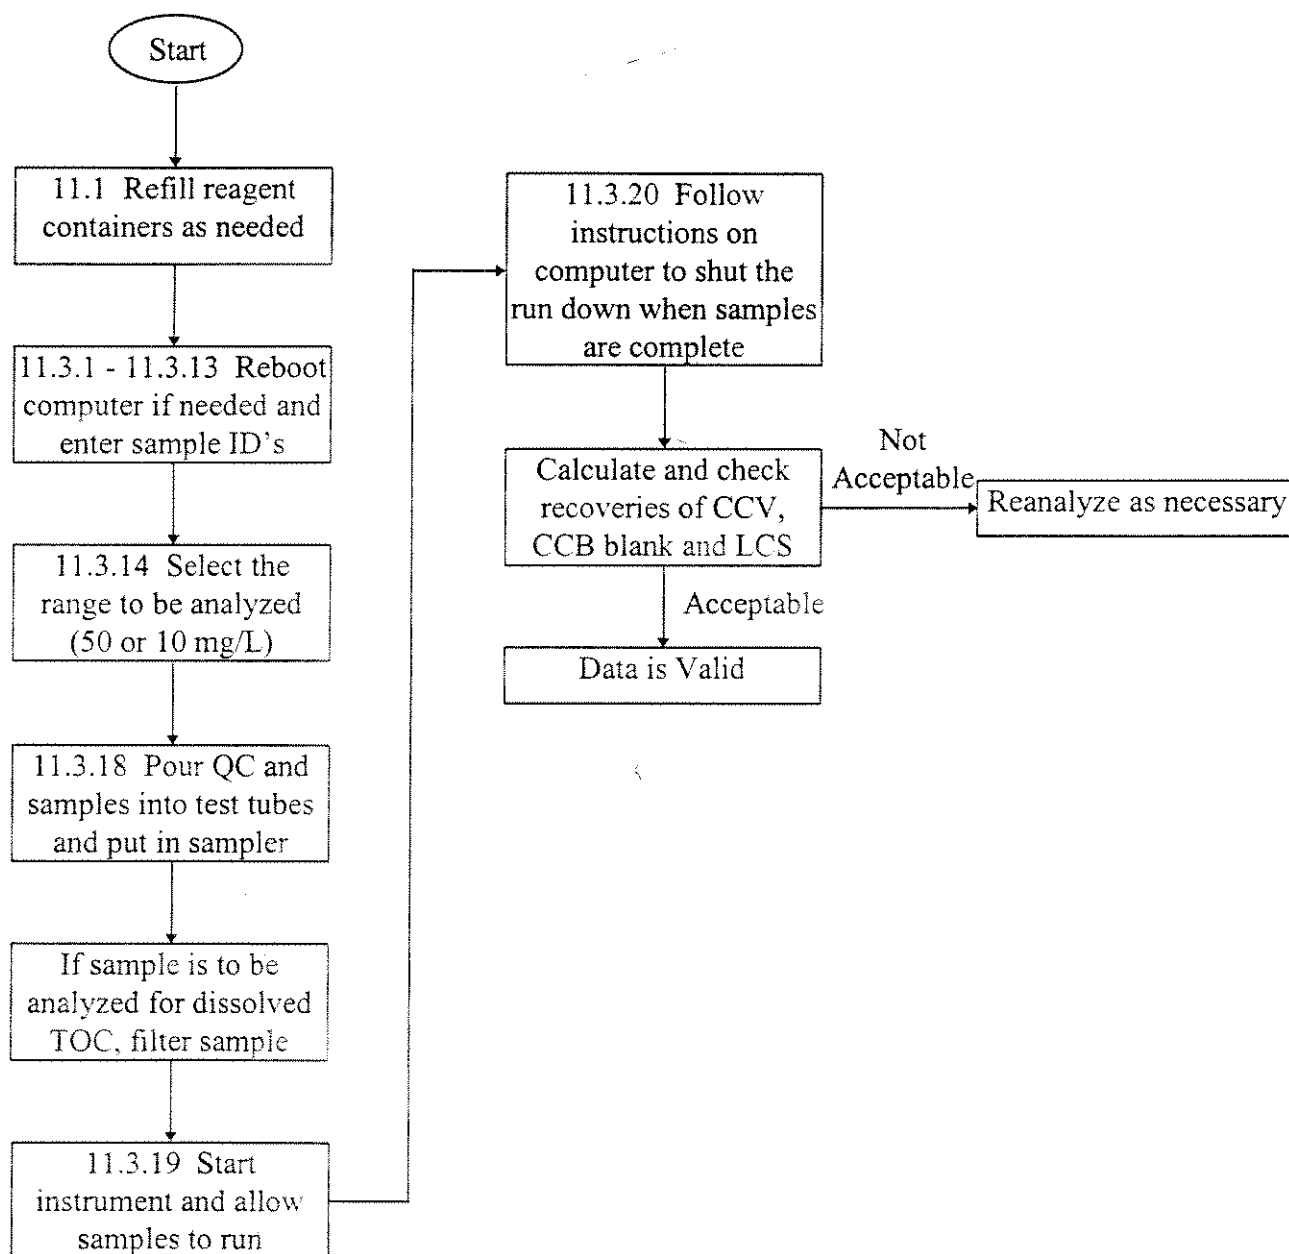 Start
11.1 Refill reagent
containers as needed
11.3.1 - 11.3.13 Reboot
computer if needed and
enter sample ID's
11.3.14 Select the
range to be analyzed
(50 or 10 mg/L)
11.3.18 Pour QC and
samples into test tubes
and put in sampler
If sample is to be
analyzed for dissolved
TOC, filter sample
11.3.19 Start
instrument and allow
samples to run
11.3.20 Follow
instructions on
computer to shut the
run down when samples
are complete
Calculate and check
recoveries of CCV,
CCB blank and LCS
Not
Acceptable
Reanalyze as necessary
Acceptable
Data is Valid